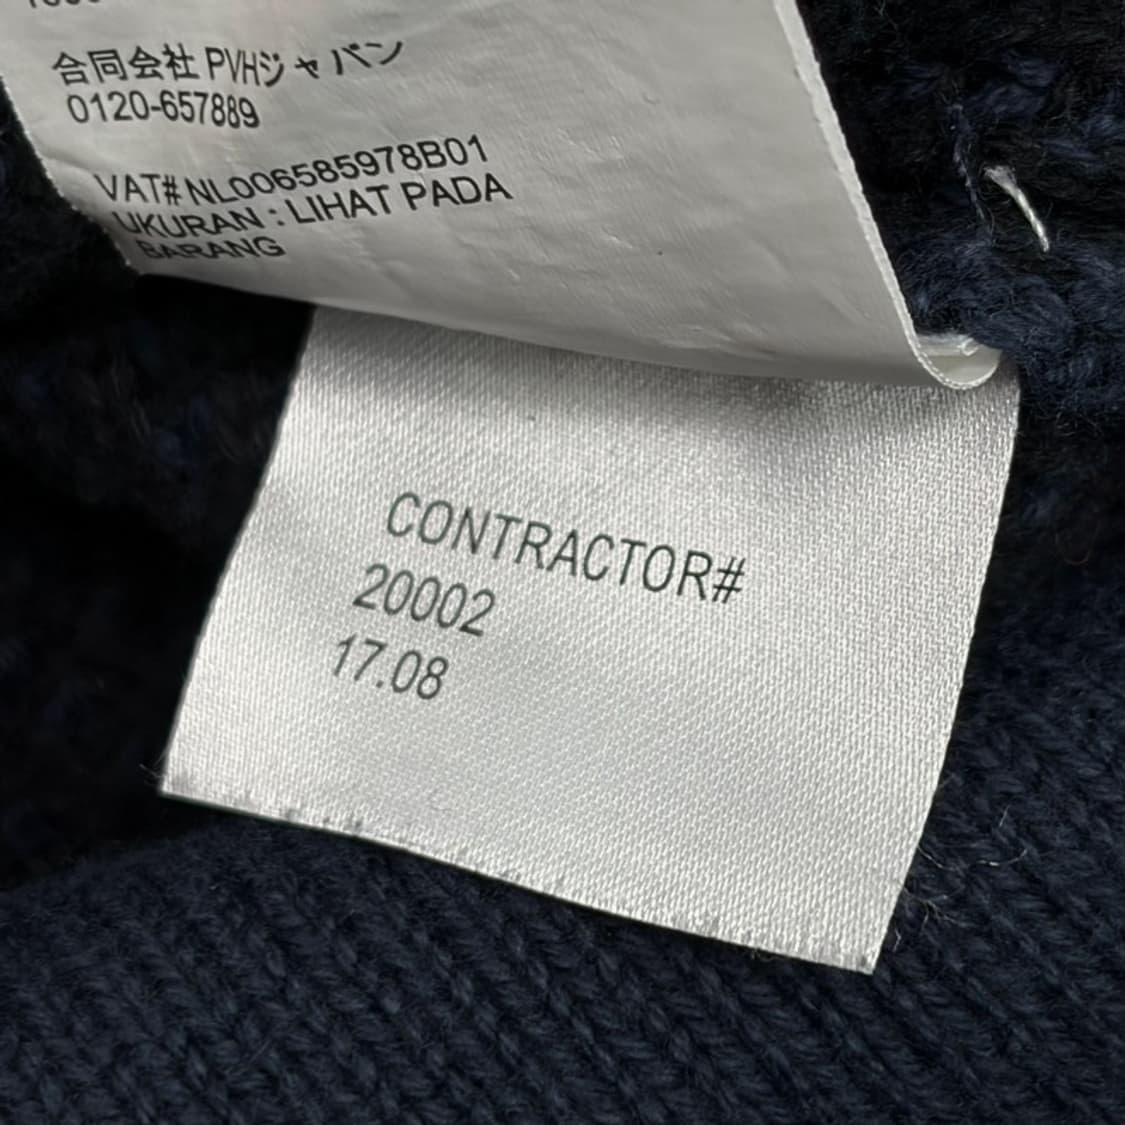 合同会社 PVHジャパン
0120-657889
VAT# NL006585978B01
UKURAN : LIHAT PADA
BARANG
CONTRACTOR#
20002
17.08